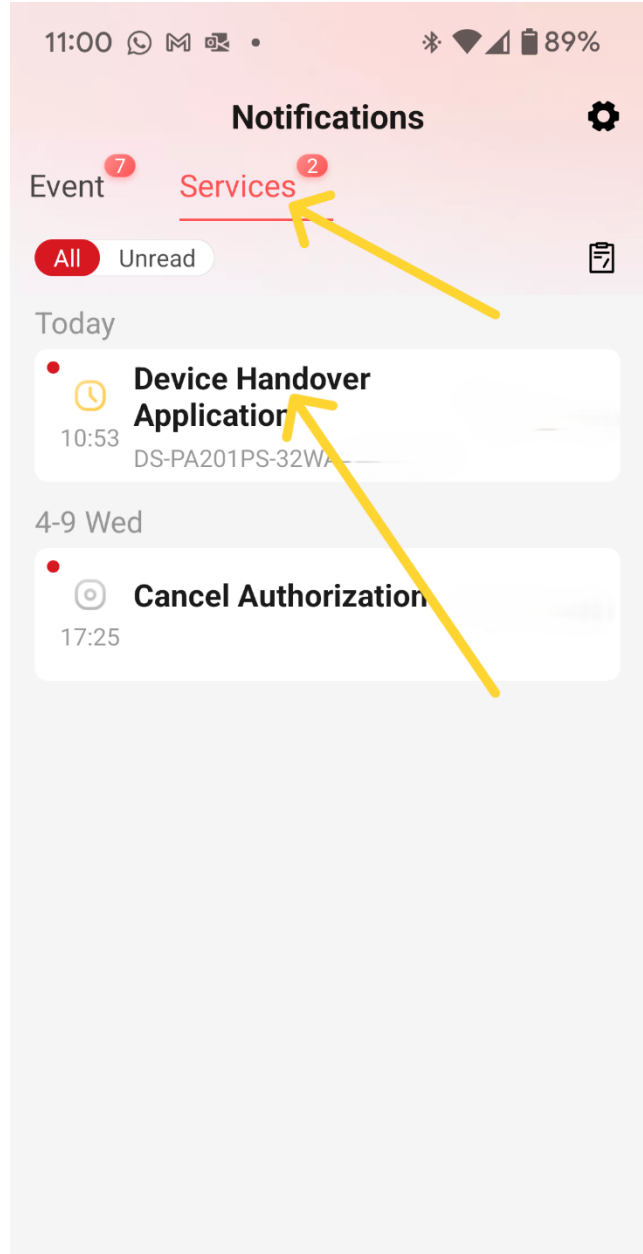 11:00 89%
Notifications
Event 7 Services 2
All Unread
Today
Device Handover
Application
10:53
DS-PA201PS-32WA
4-9 Wed
Cancel Authorization
17:25